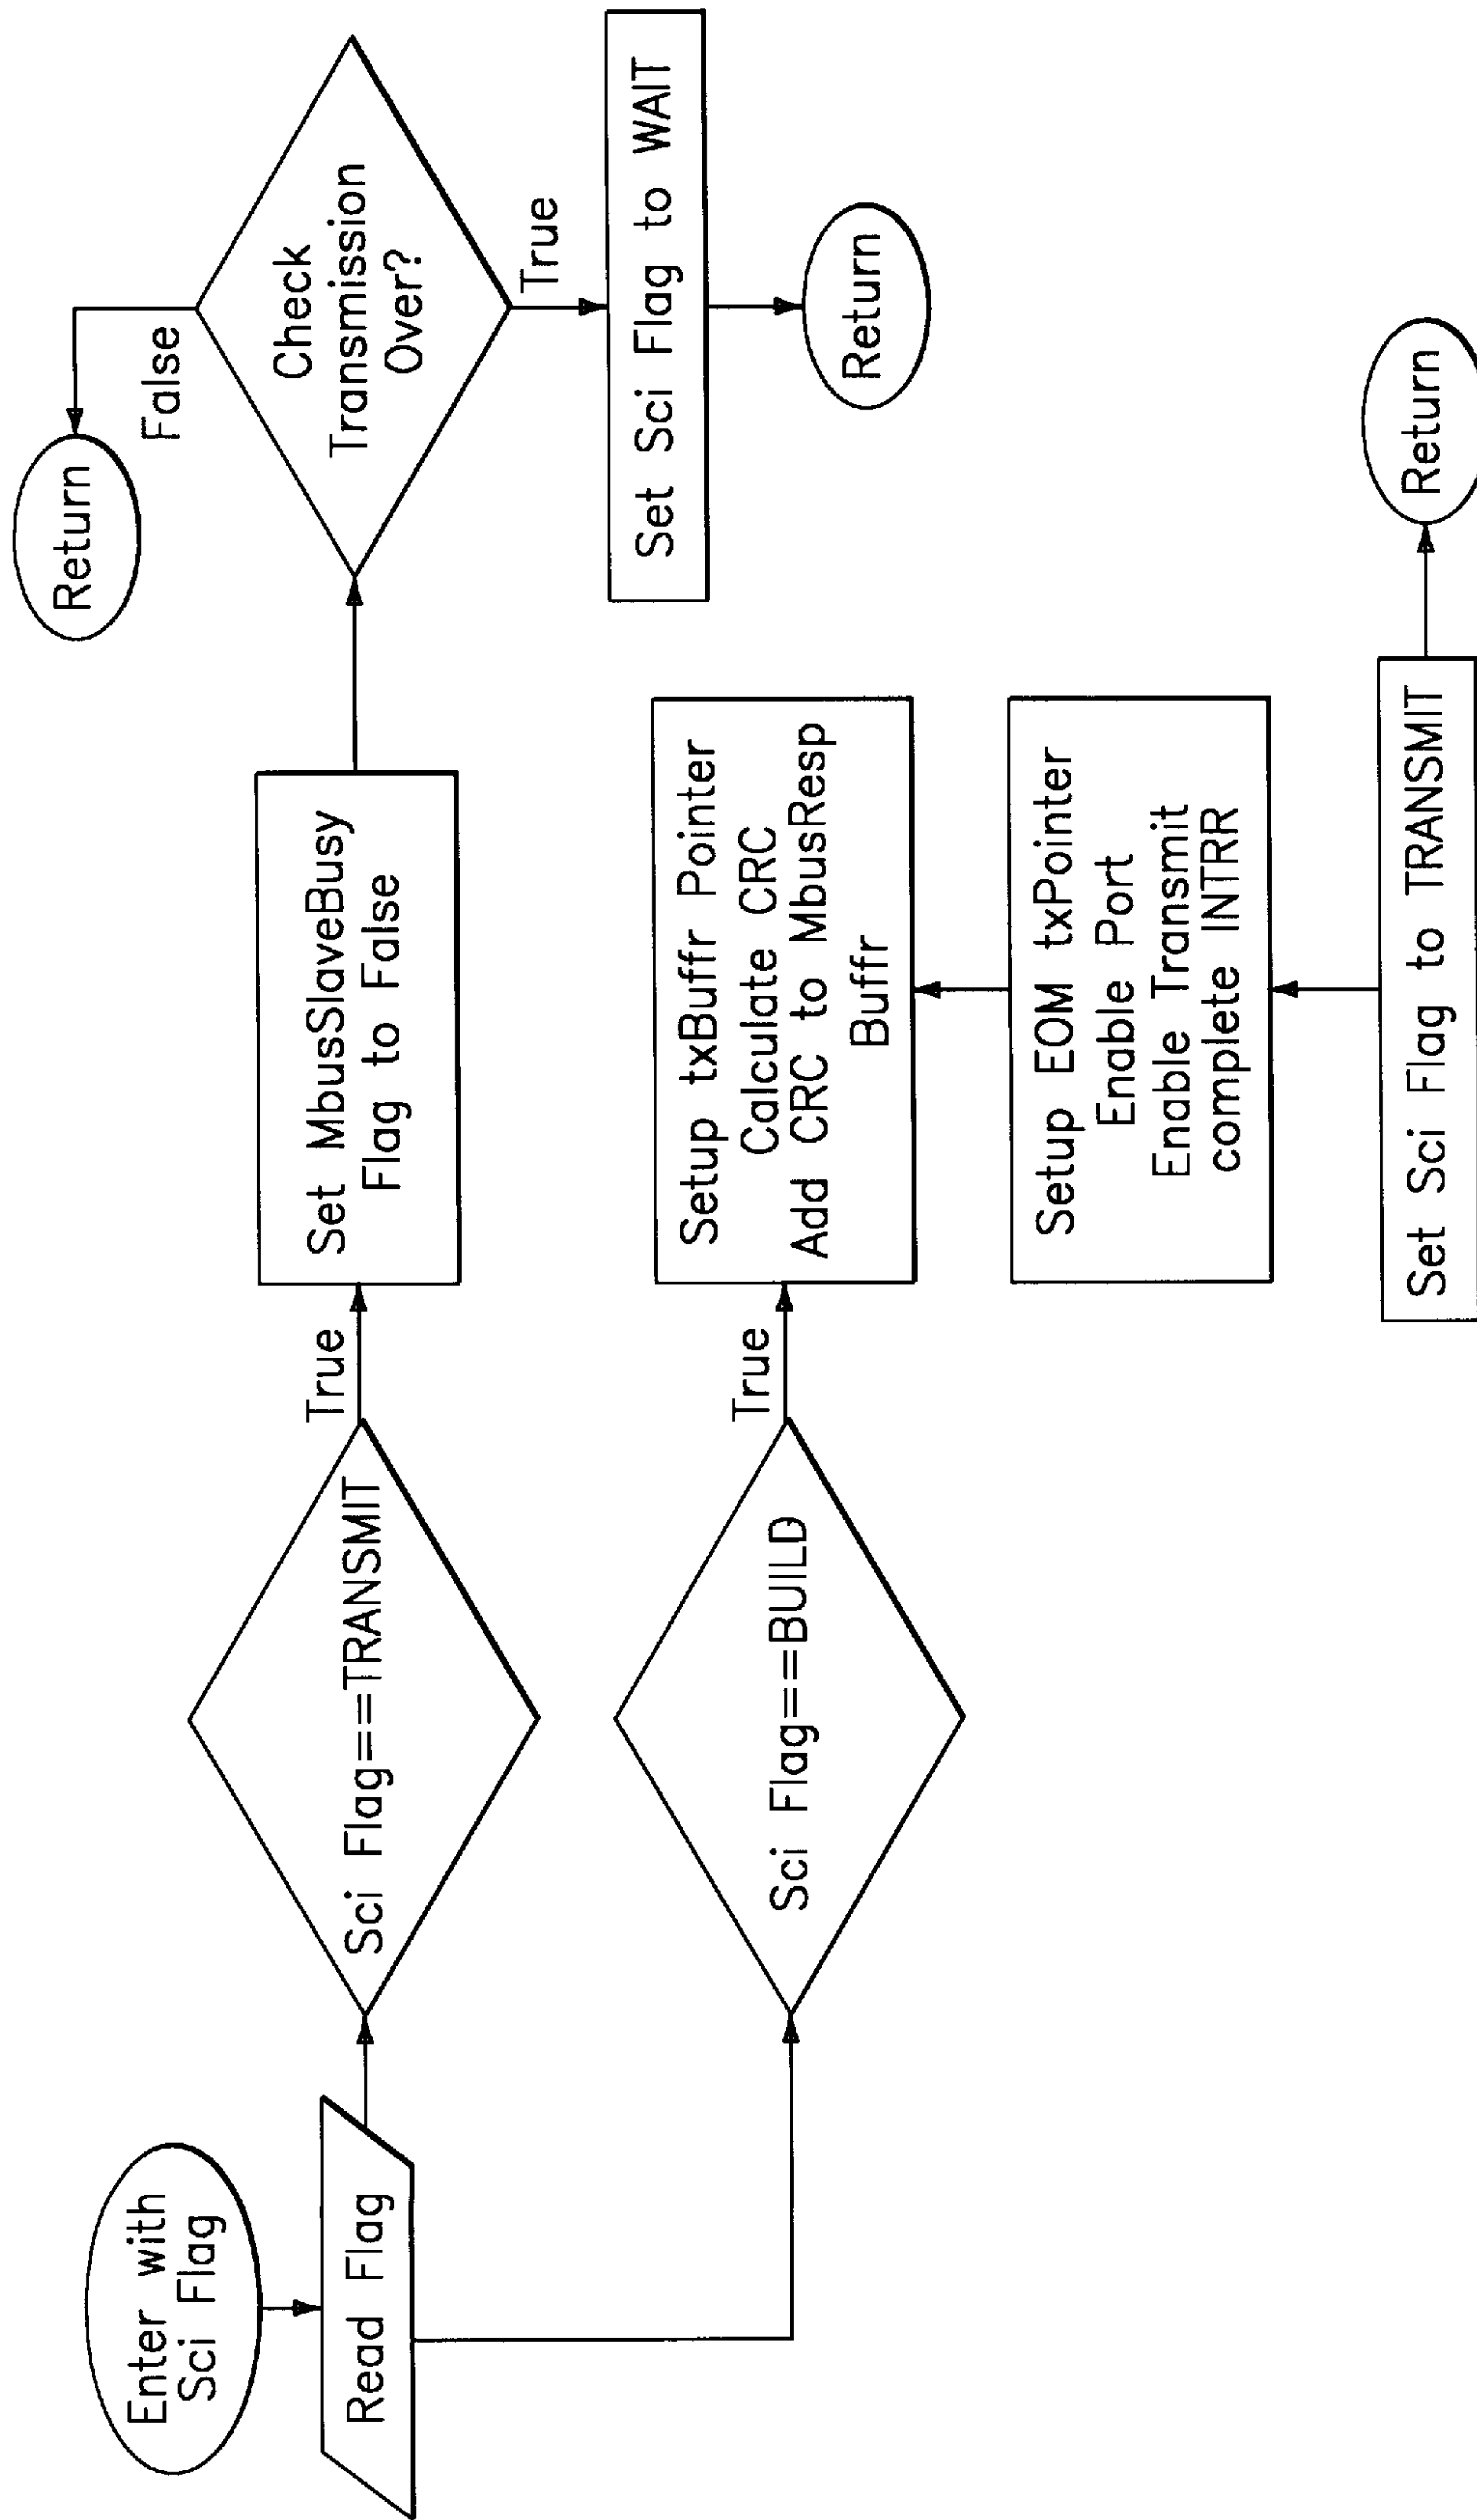 Enter with
Sci Flag
Read Flag
Sci Flag==TRANSMIT
True
Set MbusSlaveBusy
Flag to False
Check
Transmission
Over?
False
Return
True
Set Sci Flag to WAIT
Return
Sci Flag==BUILD
True
Setup txBuffr Pointer
Calculate CRC
Add CRC to MbusResp
Buffr
Setup EOM txPointer
Enable Port
Enable Transmit
complete INTRR
Set Sci Flag to TRANSMIT
Return